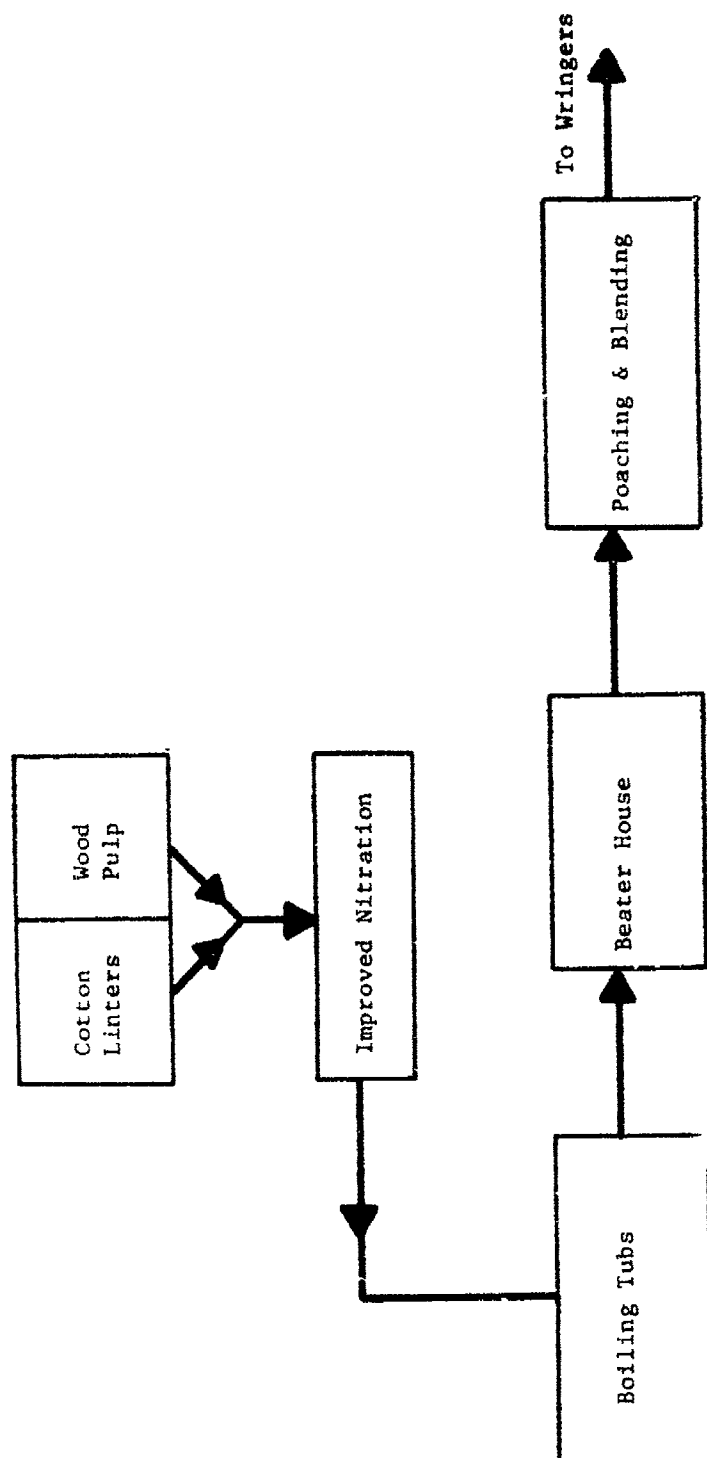 Cotton
Linters
Wood
Pulp
Improved Nitration
Boiling Tubs
Beater House
Poaching & Blending
To Wringers